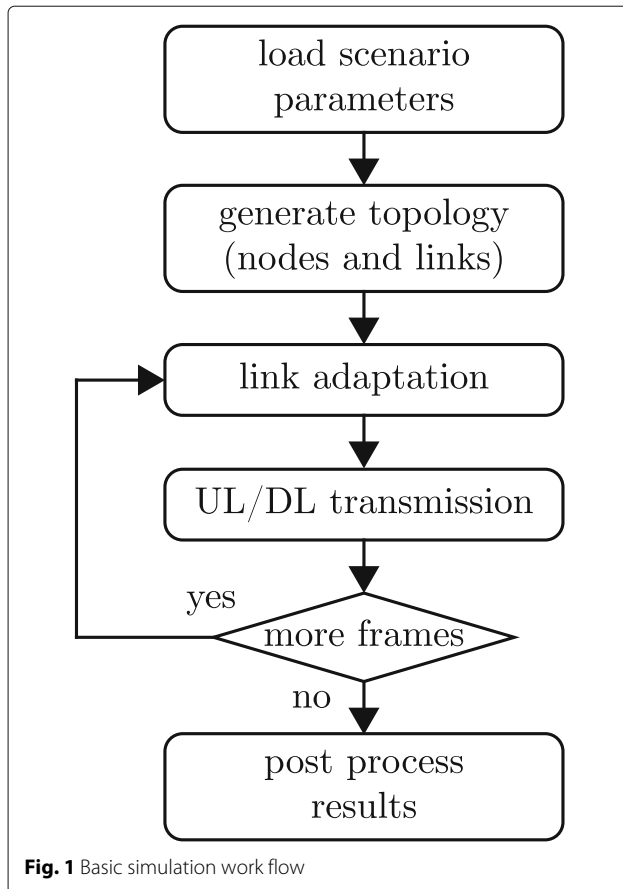 load scenario
parameters
generate topology
(nodes and links)
link adaptation
UL/DL transmission
yes
more frames
no
post process
results
Fig. 1 Basic simulation work flow